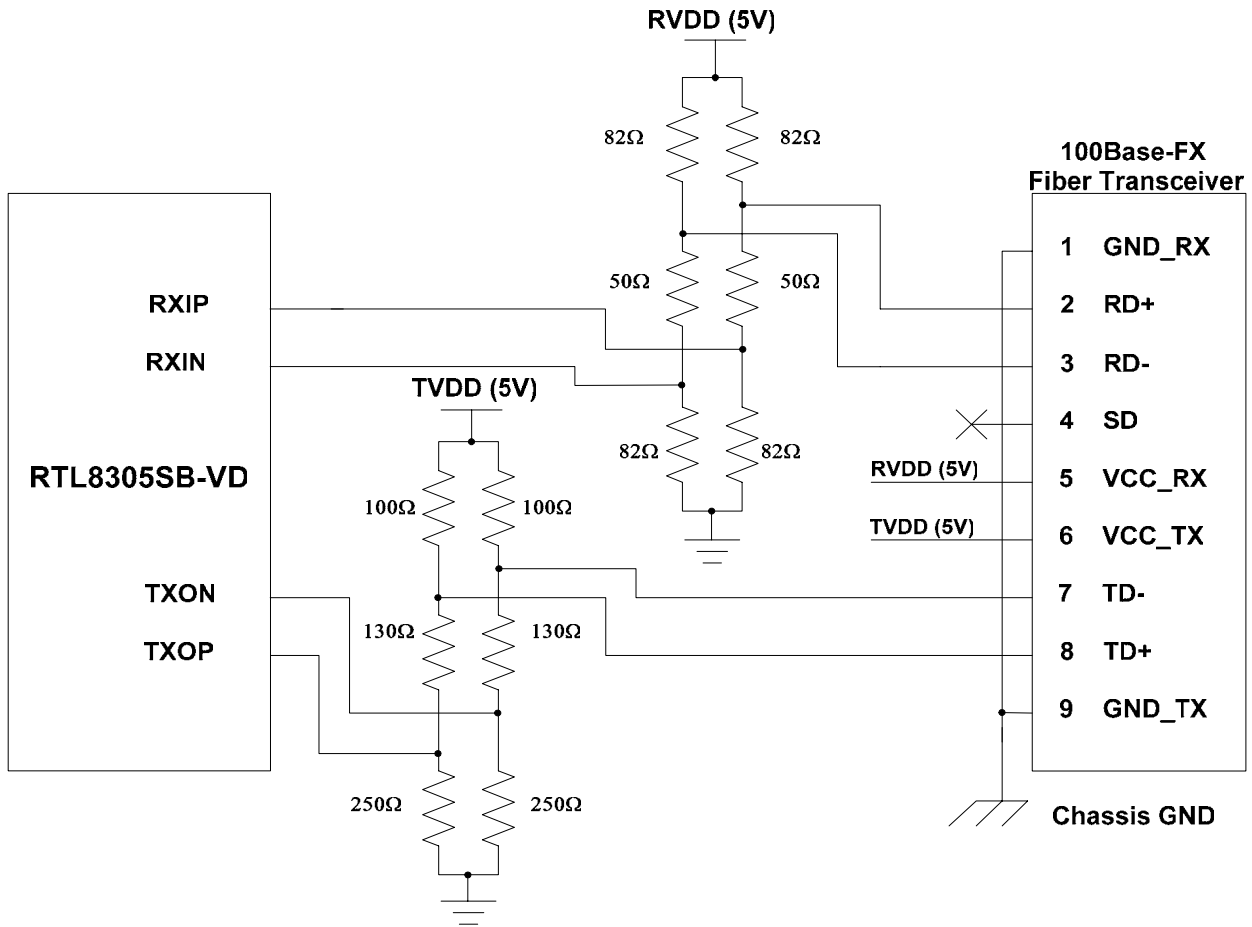 RVDD (5V)
82Ω
82Ω
100Base-FX
Fiber Transceiver
1 GND_RX
50Ω
50Ω
RXIP
2 RD+
RXIN
3 RD-
TVDD (5V)
4 SD
82Ω
82Ω
RTL8305SB-VD
RVDD (5V)
5 VCC_RX
100Ω
100Ω
TVDD (5V)
6 VCC_TX
TXON
7 TD-
130Ω
130Ω
TXOP
8 TD+
9 GND_TX
250Ω
250Ω
Chassis GND